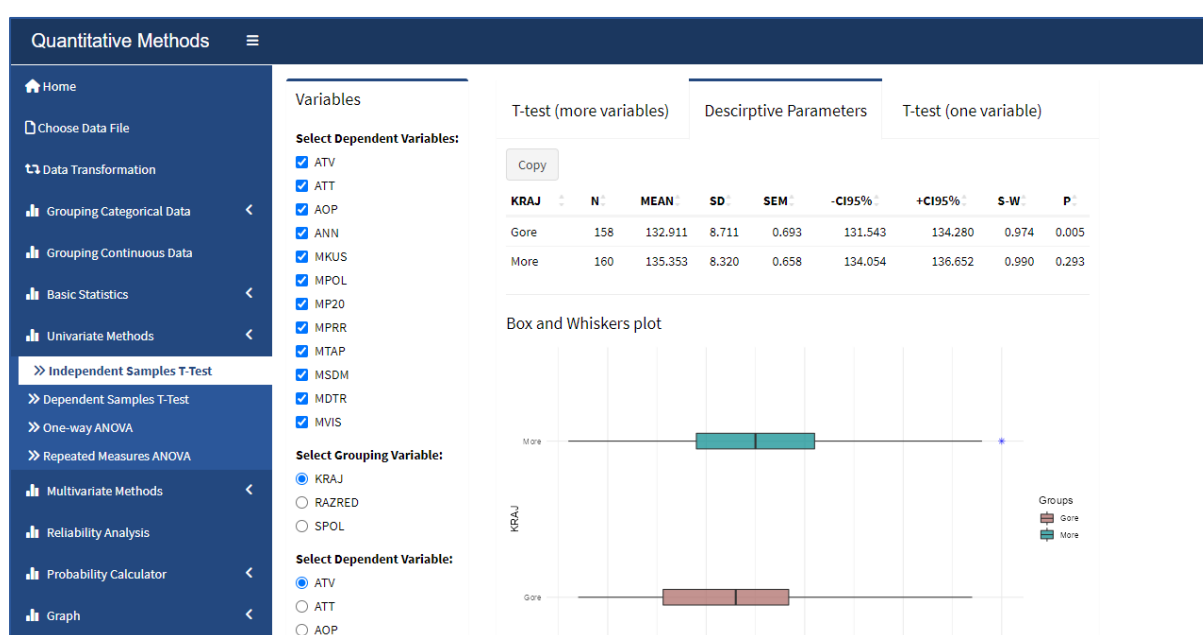 Quantitative Methods
Home
Choose Data File
Data Transformation
Grouping Categorical Data
Grouping Continuous Data
Basic Statistics
Univariate Methods
Independent Samples T-Test
Dependent Samples T-Test
One-way ANOVA
Repeated Measures ANOVA
Multivariate Methods
Reliability Analysis
Probability Calculator
Graph
Variables
Select Dependent Variables:
ATV
ATT
AOP
ANN
MKUS
MPOL
MP20
MPRR
MTAP
MSDM
MDTR
MVIS
Select Grouping Variable:
KRAJ
RAZRED
SPOL
Select Dependent Variable:
ATV
ATT
AOP
T-test (more variables) Descirptive Parameters T-test (one variable)
Copy
KRAJ N MEAN SD SEM -CI95% +CI95% S-W P
Gore 158 132.911 8.711 0.693 131.543 134.280 0.974 0.005
More 160 135.353 8.320 0.658 134.054 136.652 0.990 0.293
Box and Whiskers plot
More
KRAJ
Gore
Groups
Gore
More